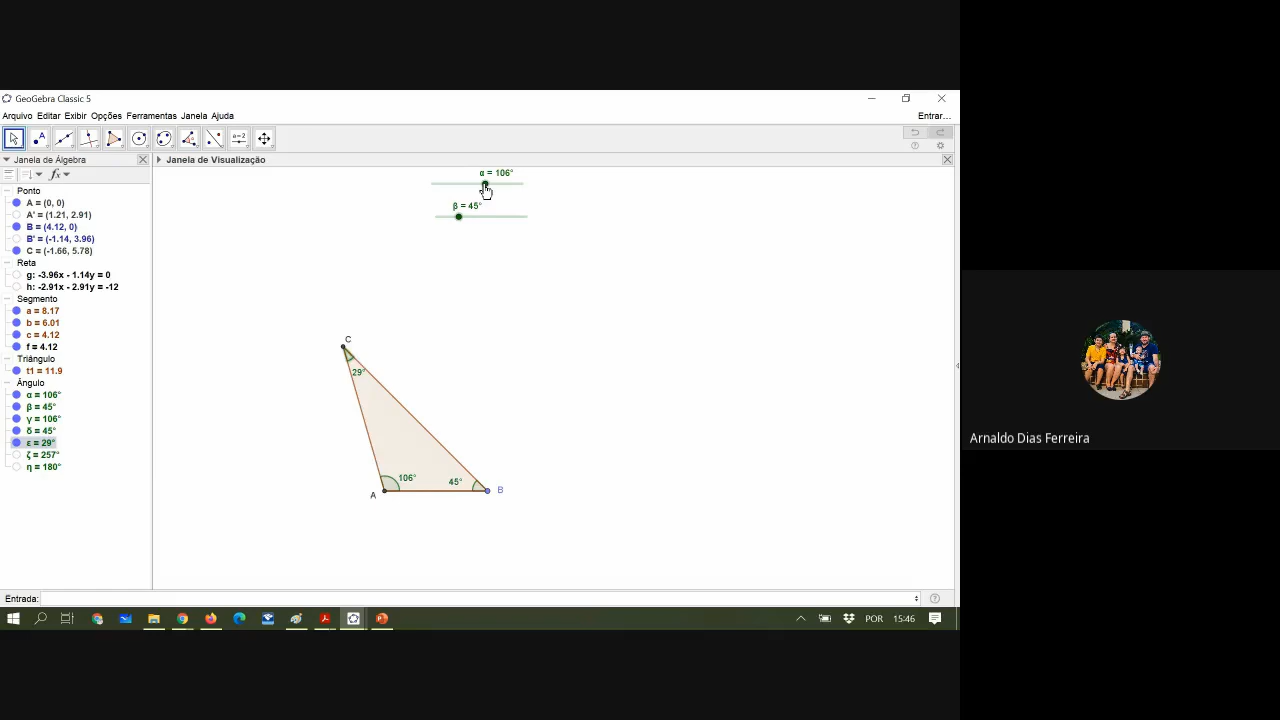 GeoGebra Classic 5
Arquivo Editar Exibir Opções Ferramentas Janela Ajuda
Entrar...
a=2
Janela de Álgebra
Janela de Visualização
fx
Ponto
A = (0, 0)
A' = (1.21, 2.91)
B = (4.12, 0)
B' = (-1.14, 3.96)
C = (-1.66, 5.78)
Reta
g: -3.96x - 1.14y = 0
h: -2.91x - 2.91y = -12
Segmento
a = 8.17
b = 6.01
c = 4.12
f = 4.12
Triângulo
t1 = 11.9
Ângulo
α = 106°
β = 45°
γ = 106°
δ = 45°
ε = 29°
ζ = 257°
η = 180°
α = 106°
β = 45°
C
29°
106°
45°
A
B
Entrada:
POR
15:46
Arnaldo Dias Ferreira